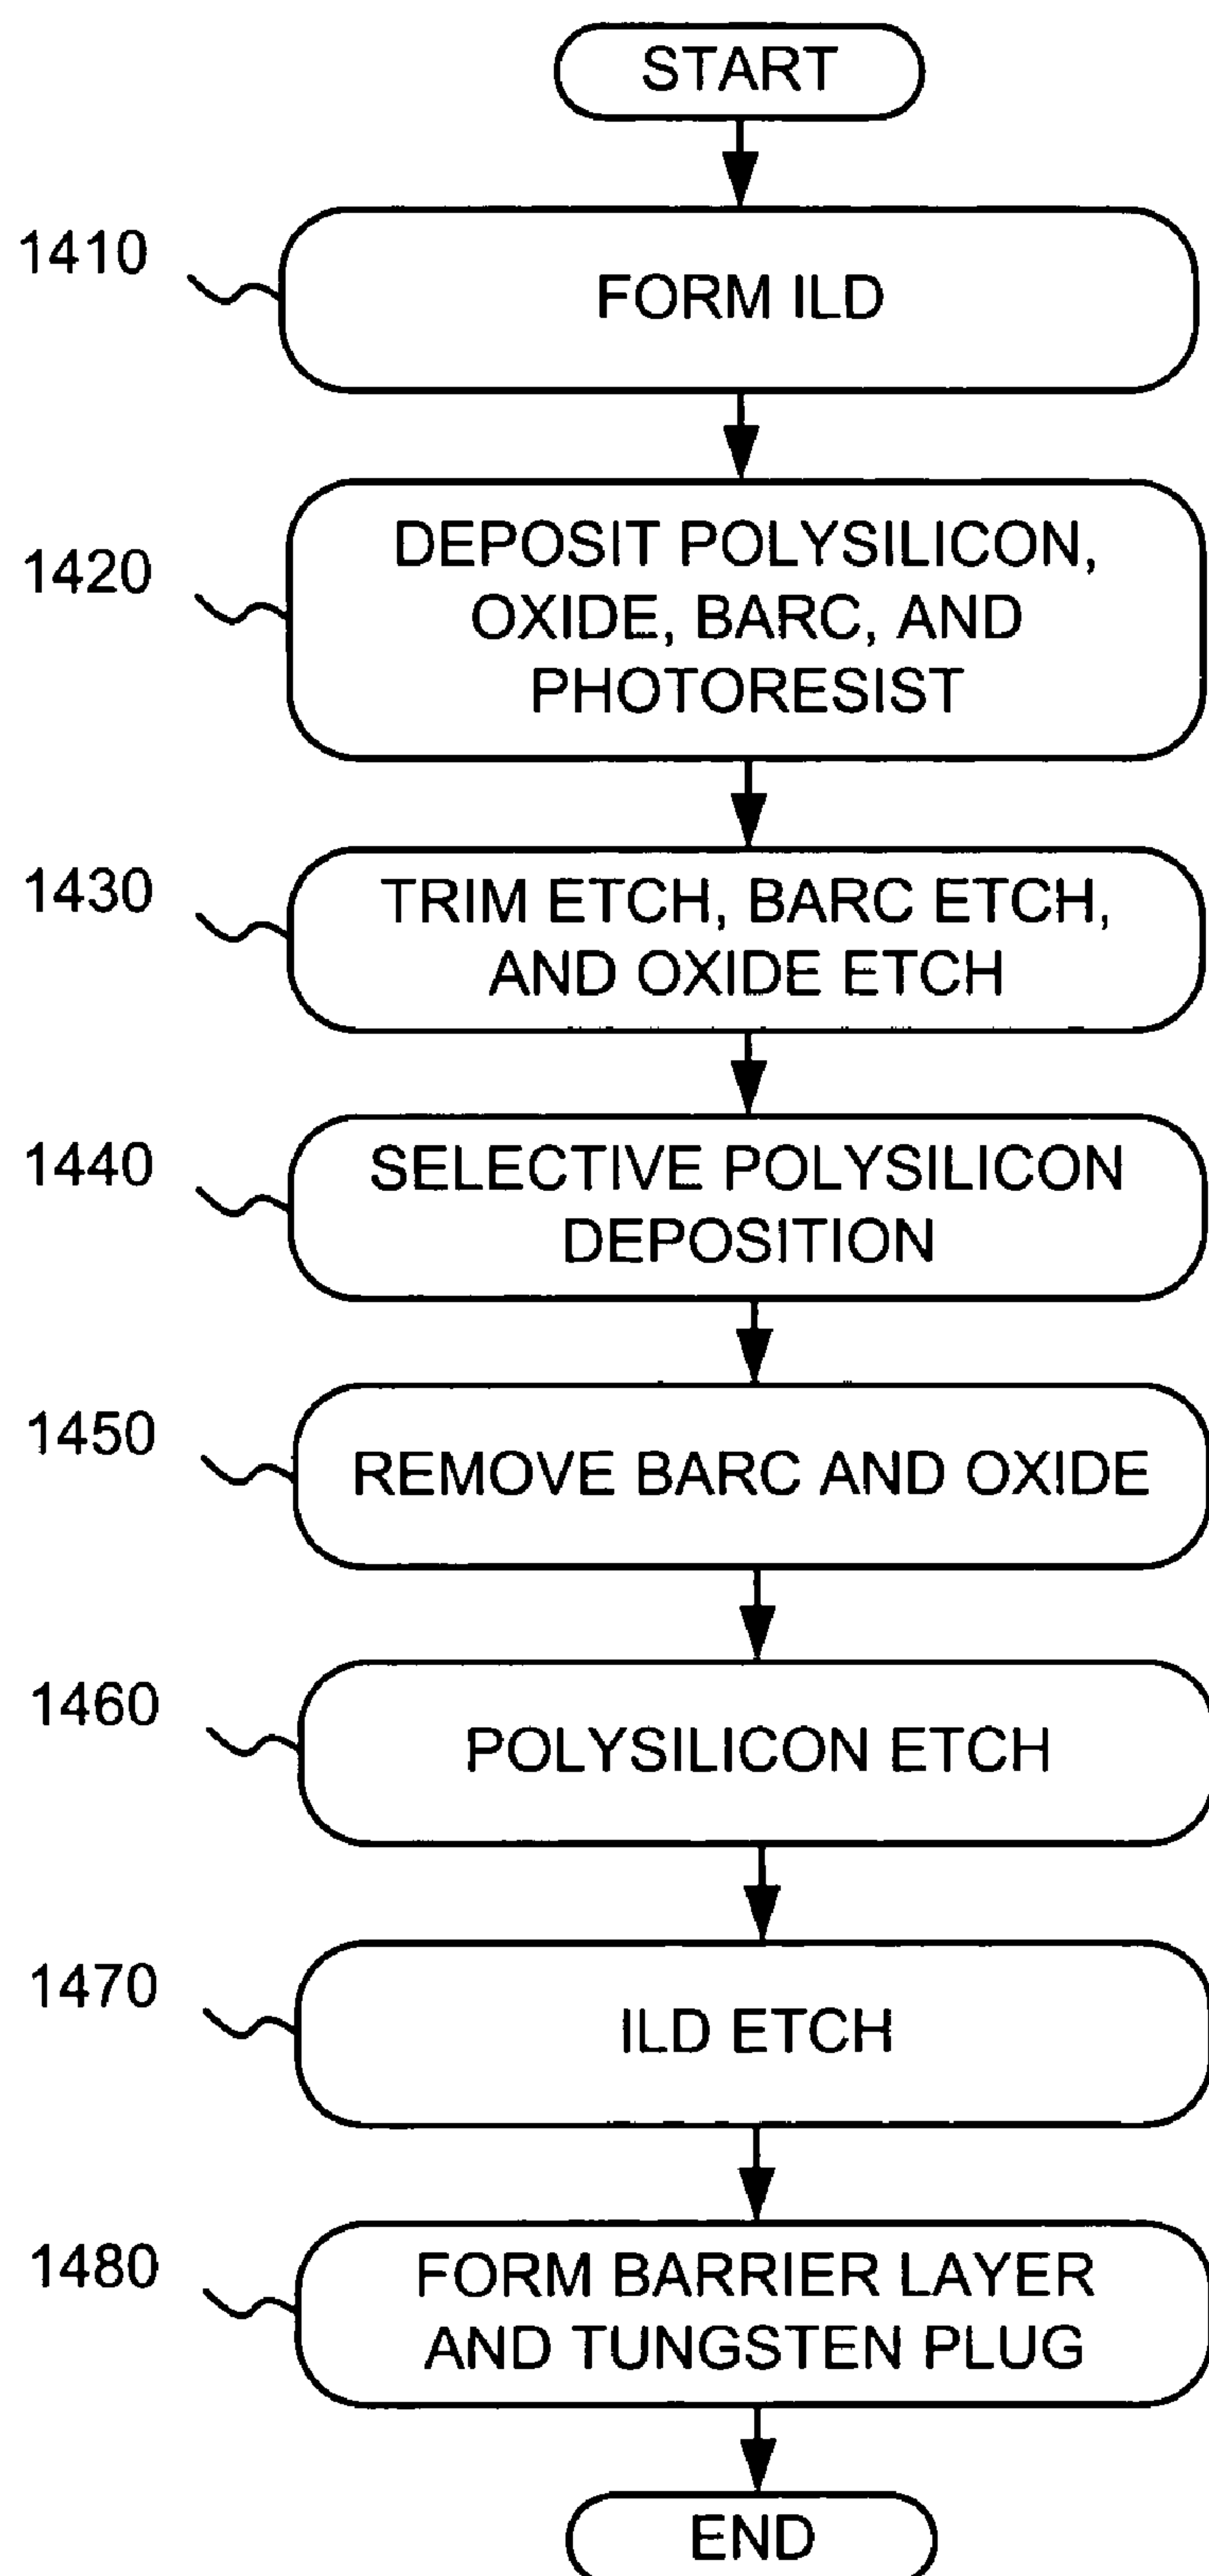 START
1410
FORM ILD
1420
DEPOSIT POLYSILICON,
OXIDE, BARC, AND
PHOTORESIST
1430
TRIM ETCH, BARC ETCH,
AND OXIDE ETCH
1440
SELECTIVE POLYSILICON
DEPOSITION
1450
REMOVE BARC AND OXIDE
1460
POLYSILICON ETCH
1470
ILD ETCH
1480
FORM BARRIER LAYER
AND TUNGSTEN PLUG
END